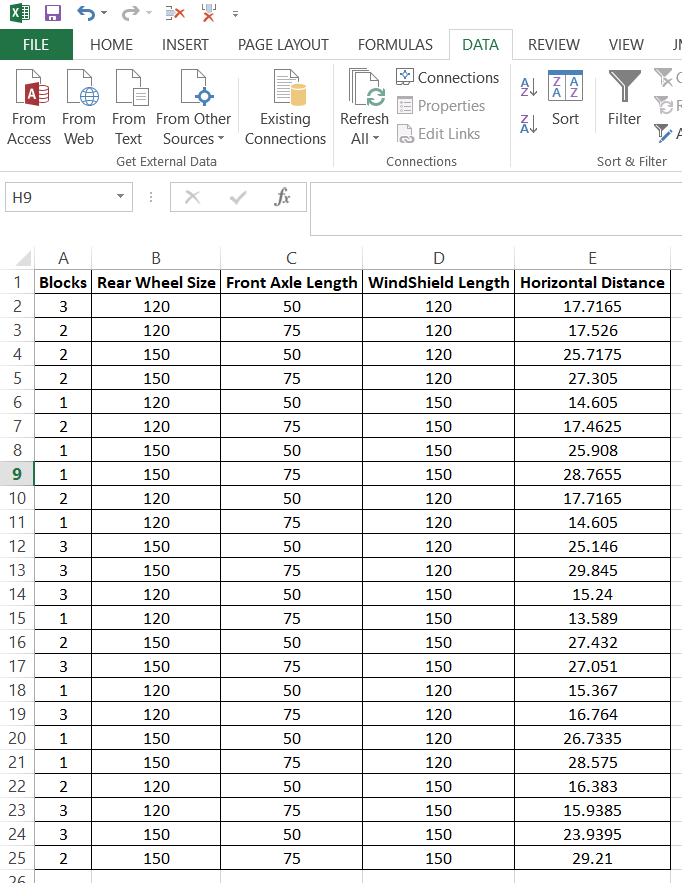 FILE HOME INSERT PAGE LAYOUT FORMULAS DATA REVIEW VIEW
From Access From Web From Text From Other Sources Existing Connections Refresh All Connections Properties Edit Links Sort Filter
Get External Data Connections Sort & Filter
H9 fx
A B C D E
1 Blocks Rear Wheel Size Front Axle Length WindShield Length Horizontal Distance
2 3 120 50 120 17.7165
3 2 120 75 120 17.526
4 2 150 50 120 25.7175
5 2 150 75 120 27.305
6 1 120 50 150 14.605
7 2 120 75 150 17.4625
8 1 150 50 150 25.908
9 1 150 75 150 28.7655
10 2 120 50 120 17.7165
11 1 120 75 120 14.605
12 3 150 50 120 25.146
13 3 150 75 120 29.845
14 3 120 50 150 15.24
15 1 120 75 150 13.589
16 2 150 50 150 27.432
17 3 150 75 150 27.051
18 1 120 50 120 15.367
19 3 120 75 120 16.764
20 1 150 50 120 26.7335
21 1 150 75 120 28.575
22 2 120 50 150 16.383
23 3 120 75 150 15.9385
24 3 150 50 150 23.9395
25 2 150 75 150 29.21
26